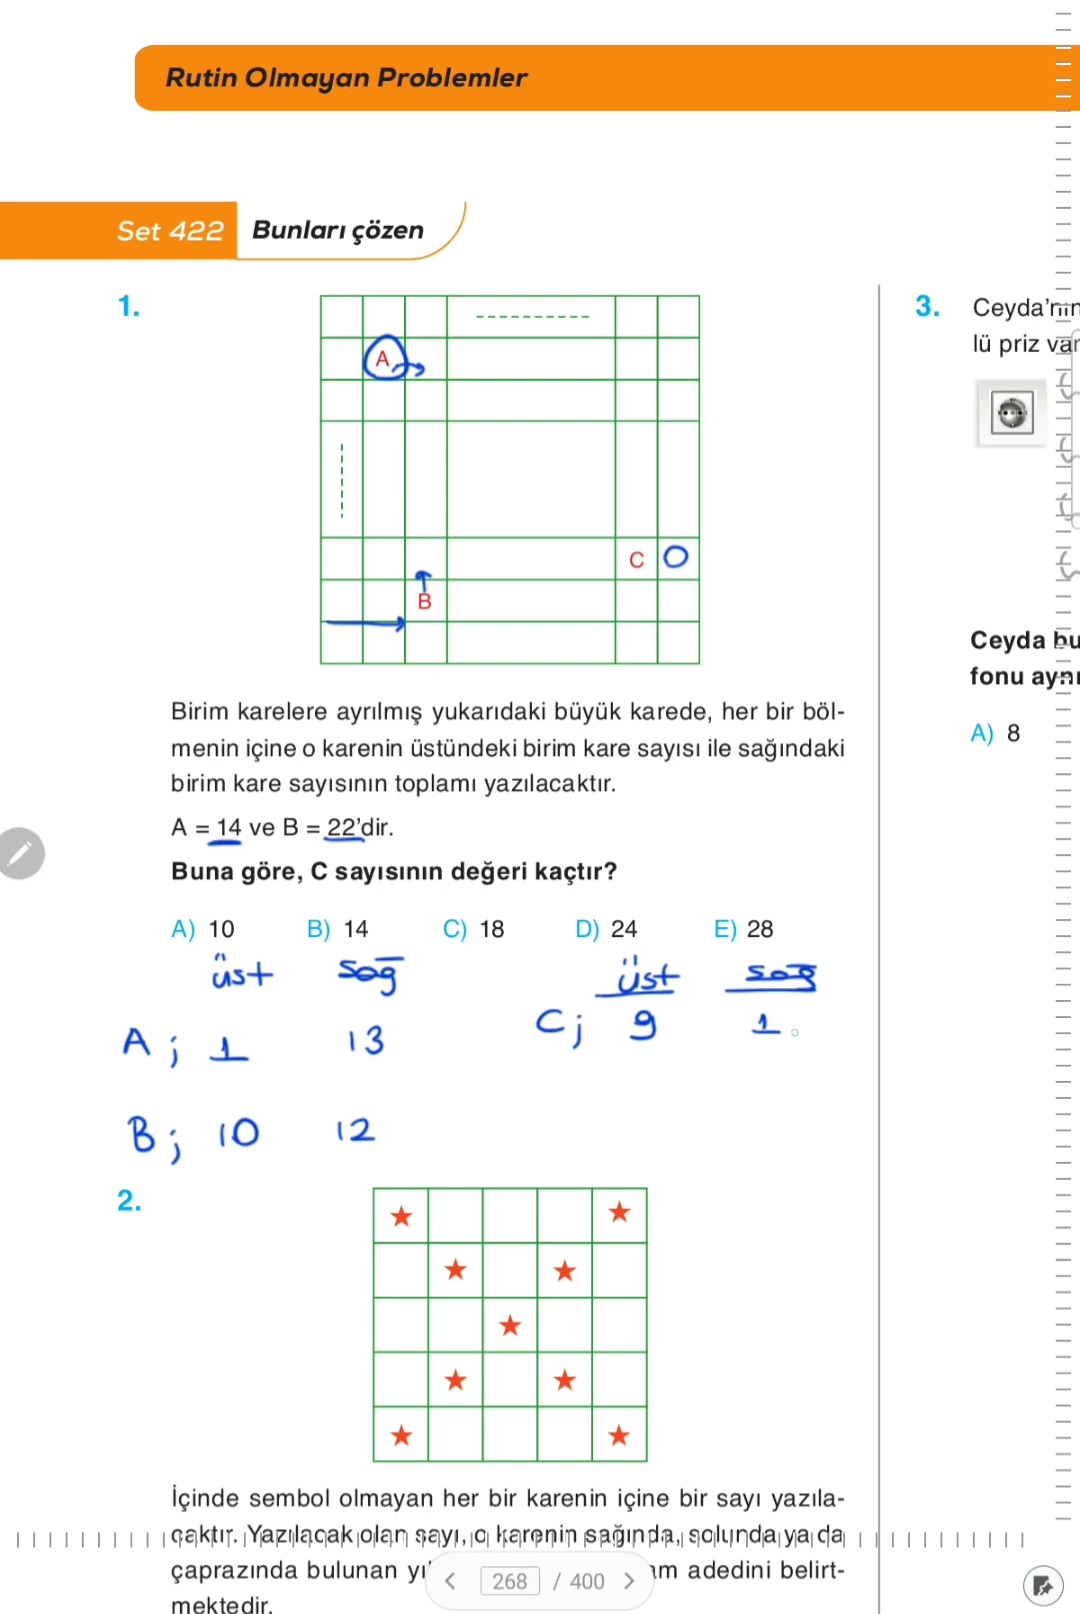 Rutin Olmayan Problemler
Set 422 Bunları çözen
1.
A
C O
B
Birim karelere ayrılmış yukarıdaki büyük karede, her bir böl-
menin içine o karenin üstündeki birim kare sayısı ile sağındaki
birim kare sayısının toplamı yazılacaktır.
A = 14 ve B = 22'dir.
Buna göre, C sayısının değeri kaçtır?
A) 10 B) 14 C) 18 D) 24 E) 28
üst sağ
A; 1 13
B; 10 12
üst sağ
C; 9 1
2.
İçinde sembol olmayan her bir karenin içine bir sayı yazıla-
caktır. Yazılacak olan sayı, o karenin sağında, solunda ya da
çaprazında bulunan am adedini belirt-
mektedir.
3. Ceyda'nın
lü priz var
Ceyda bu
fonu aynı
A) 8
268 / 400